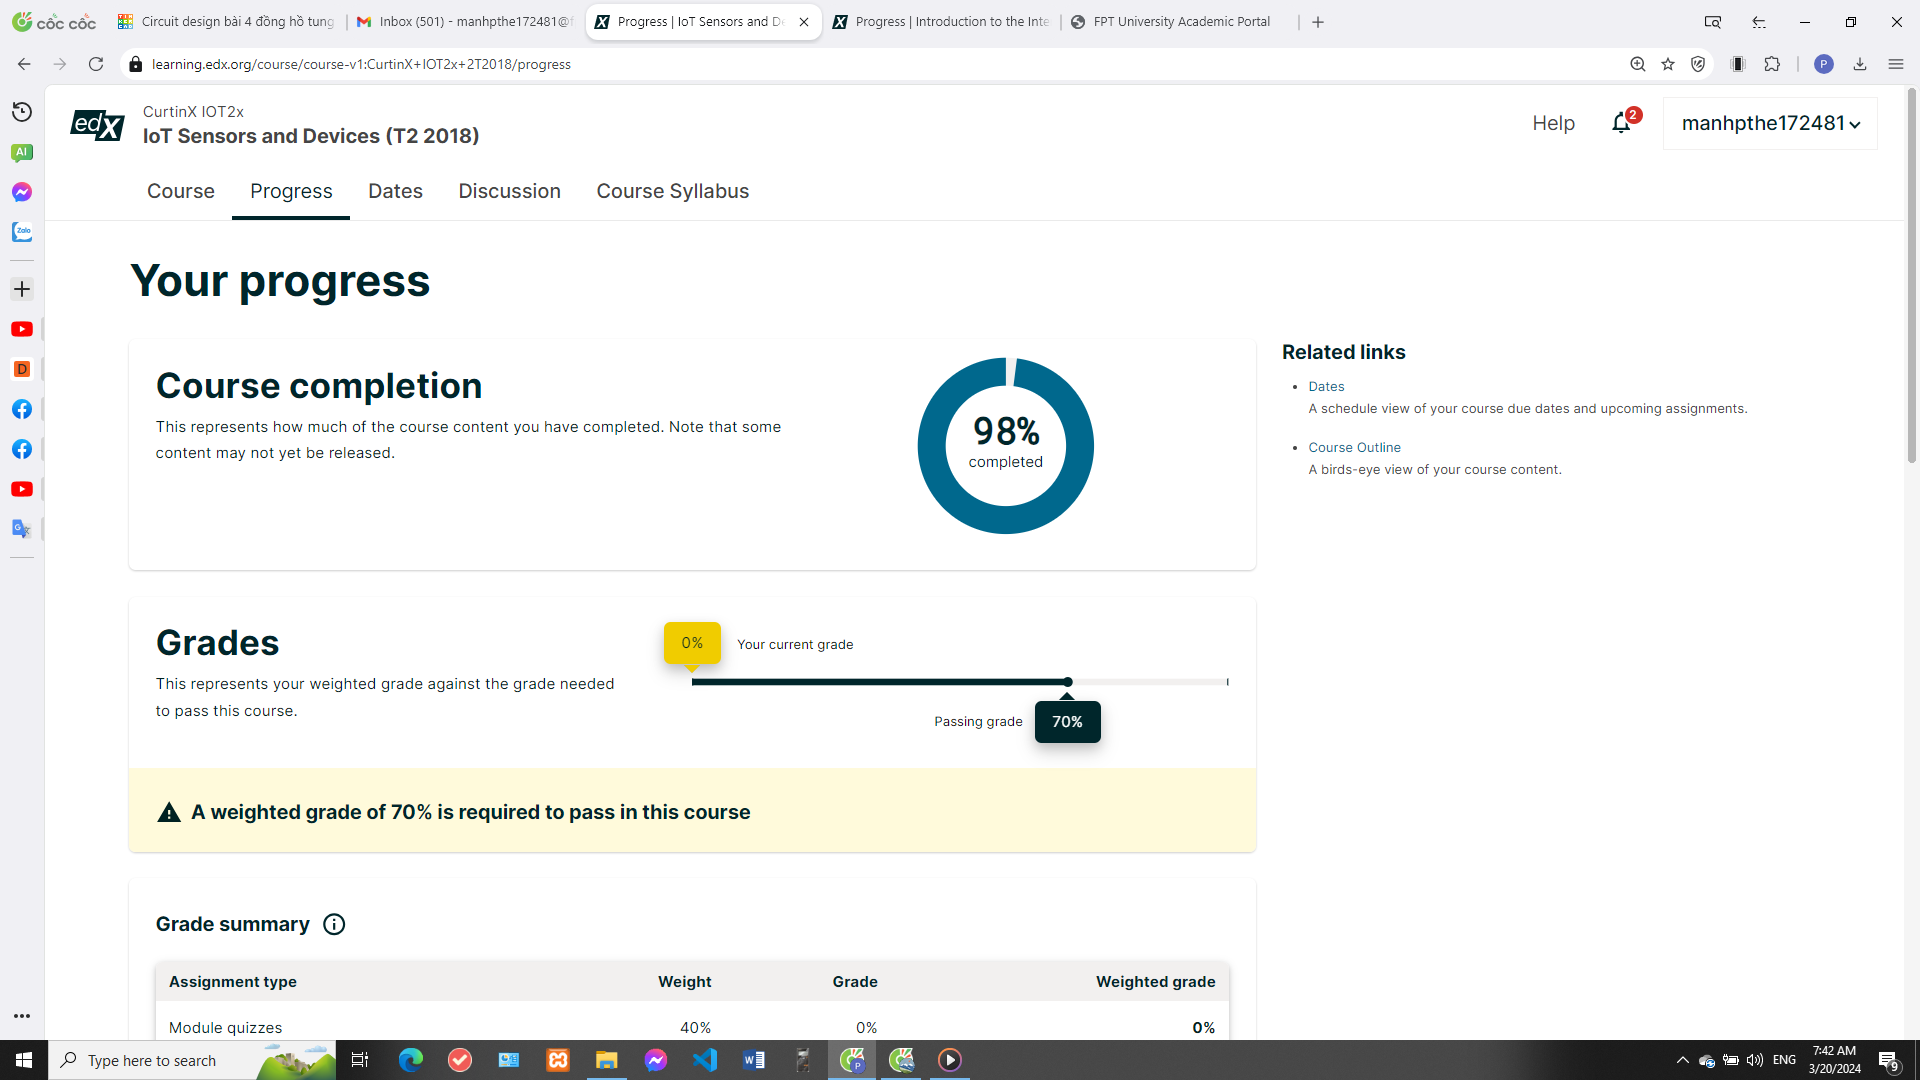 cốc cốc
Circuit design bài 4 đồng hồ tung
Inbox (501) - manhpthe172481@f
Progress | IoT Sensors and De
Progress | Introduction to the Inte
FPT University Academic Portal
learning.edx.org/course/course-v1:CurtinX+IOT2x+2T2018/progress
P
AI
Zalo
D
edX
CurtinX IOT2x
IoT Sensors and Devices (T2 2018)
Help
2
manhpthe172481
Course
Progress
Dates
Discussion
Course Syllabus
Your progress
Course completion
This represents how much of the course content you have completed. Note that some
content may not yet be released.
98%
completed
Related links
Dates
A schedule view of your course due dates and upcoming assignments.
Course Outline
A birds-eye view of your course content.
Grades
This represents your weighted grade against the grade needed
to pass this course.
0%
Your current grade
Passing grade
70%
A weighted grade of 70% is required to pass in this course
Grade summary
Assignment type
Weight
Grade
Weighted grade
Module quizzes
40%
0%
0%
Type here to search
ENG
7:42 AM
3/20/2024
9